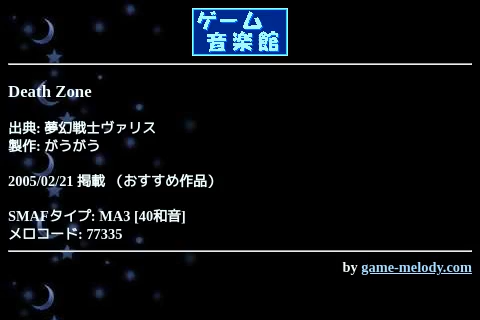 ゲーム
音楽館
Death Zone
出典: 夢幻戦士ヴァリス
製作: がうがう
2005/02/21 掲載 （おすすめ作品）
SMAFタイプ: MA3 [40和音]
メロコード: 77335
by game-melody.com